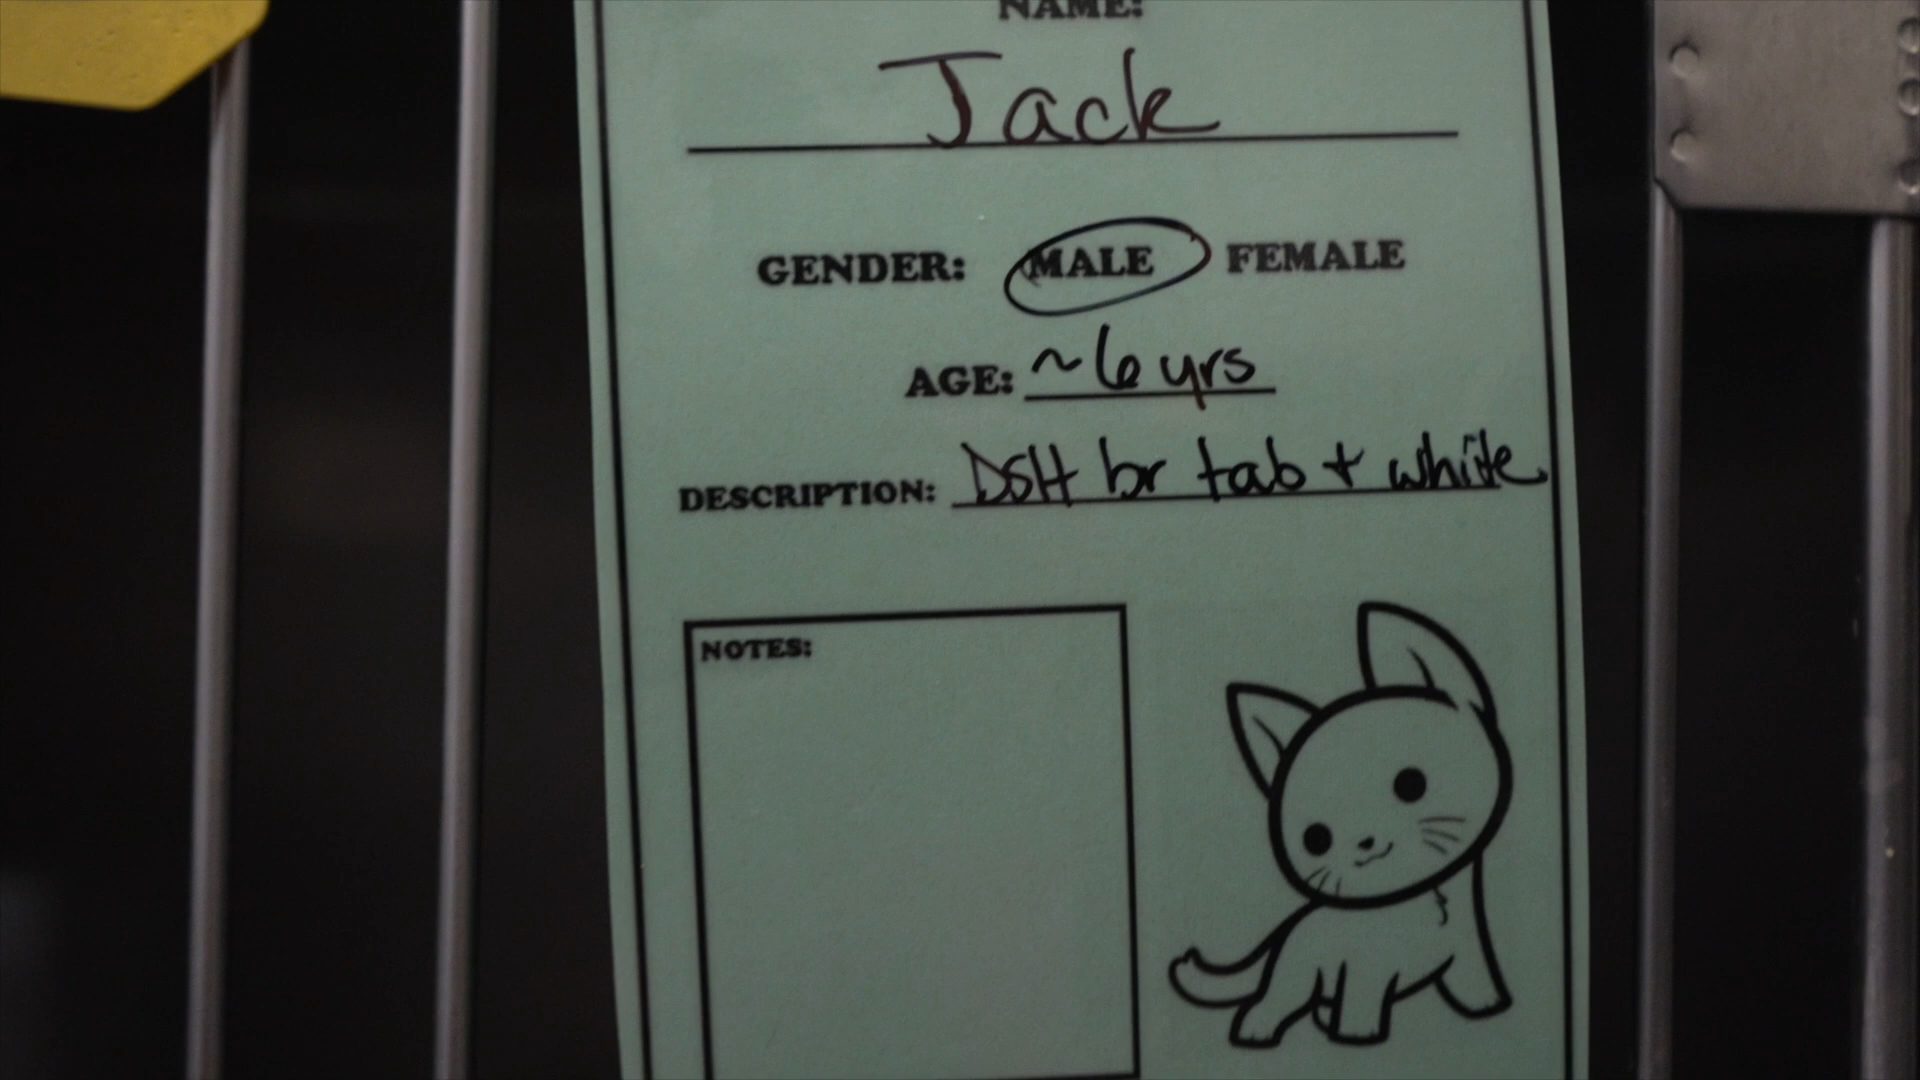 NAME:
Jack
GENDER: MALE FEMALE
AGE: ~6 yrs
DESCRIPTION: DSH br tab + white
NOTES: